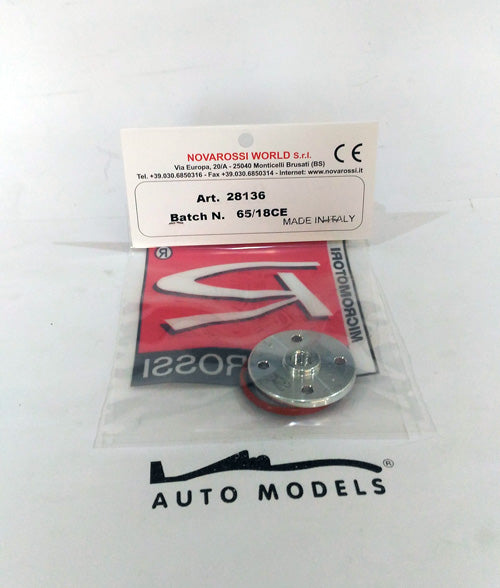 NOVAROSSI WORLD S.r.l.
Via Europa, 20/A - 25040 Monticelli Brusati (BS)
Tel. +39.030.6850316 - Fax +39.030.6850314 - Internet: www.novarossi.it
CE
Art. 28136
Batch N. 65/18CE
MADE IN ITALY
®
MICROMOTORI
ROSSI
®
AUTO MODELS